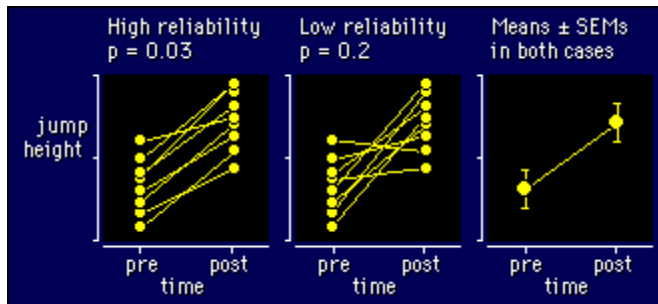 High reliability
p = 0.03
Low reliability
p = 0.2
Means ± SEMs
in both cases
jump
height
pre
post
time
pre
post
time
pre
post
time